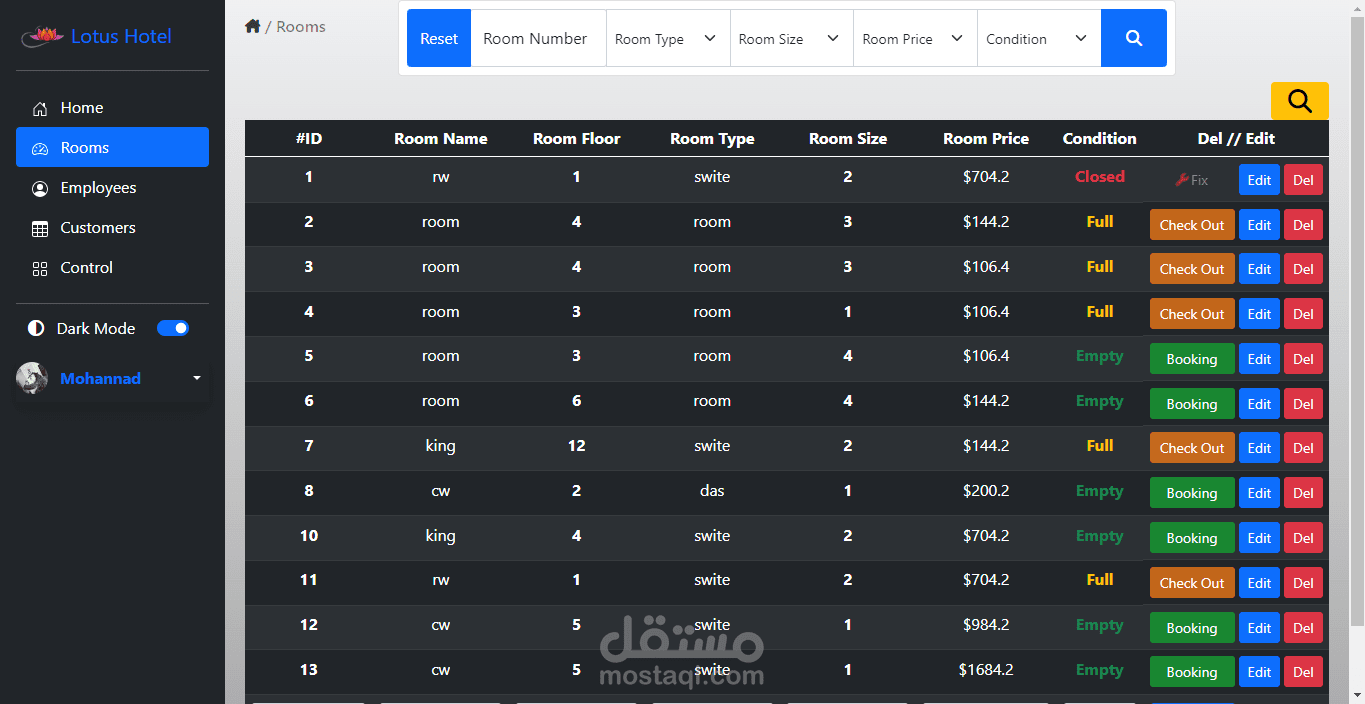 Lotus Hotel
Home
Rooms
Employees
Customers
Control
Dark Mode
Mohannad
/ Rooms
Reset Room Number Room Type Room Size Room Price Condition
#ID Room Name Room Floor Room Type Room Size Room Price Condition Del // Edit
1 rw 1 swite 2 $704.2 Closed Fix Edit Del
2 room 4 room 3 $144.2 Full Check Out Edit Del
3 room 4 room 3 $106.4 Full Check Out Edit Del
4 room 3 room 1 $106.4 Full Check Out Edit Del
5 room 3 room 4 $106.4 Empty Booking Edit Del
6 room 6 room 4 $144.2 Empty Booking Edit Del
7 king 12 swite 2 $144.2 Full Check Out Edit Del
8 cw 2 das 1 $200.2 Empty Booking Edit Del
10 king 4 swite 2 $704.2 Empty Booking Edit Del
11 rw 1 swite 2 $704.2 Full Check Out Edit Del
12 cw 5 swite 1 $984.2 Empty Booking Edit Del
13 cw 5 swite 1 $1684.2 Empty Booking Edit Del
مستقل
mostaql.com